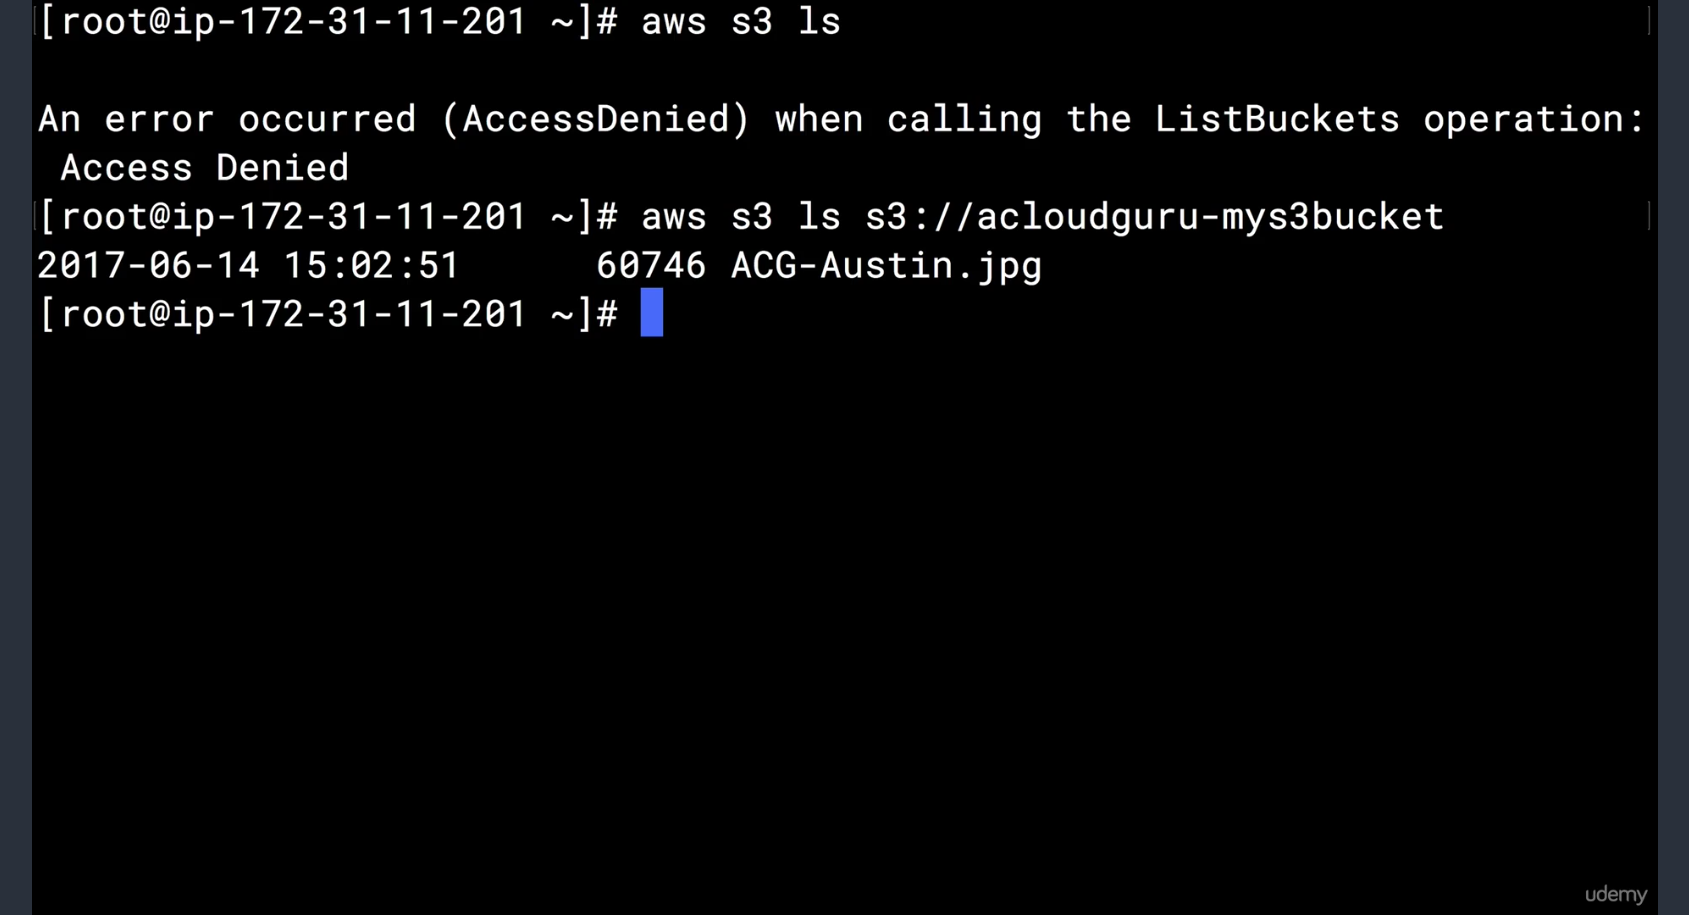 [root@ip-172-31-11-201 ~]# aws s3 ls
An error occurred (AccessDenied) when calling the ListBuckets operation:
Access Denied
[root@ip-172-31-11-201 ~]# aws s3 ls s3://acloudguru-mys3bucket
2017-06-14 15:02:51      60746 ACG-Austin.jpg
[root@ip-172-31-11-201 ~]#
udemy